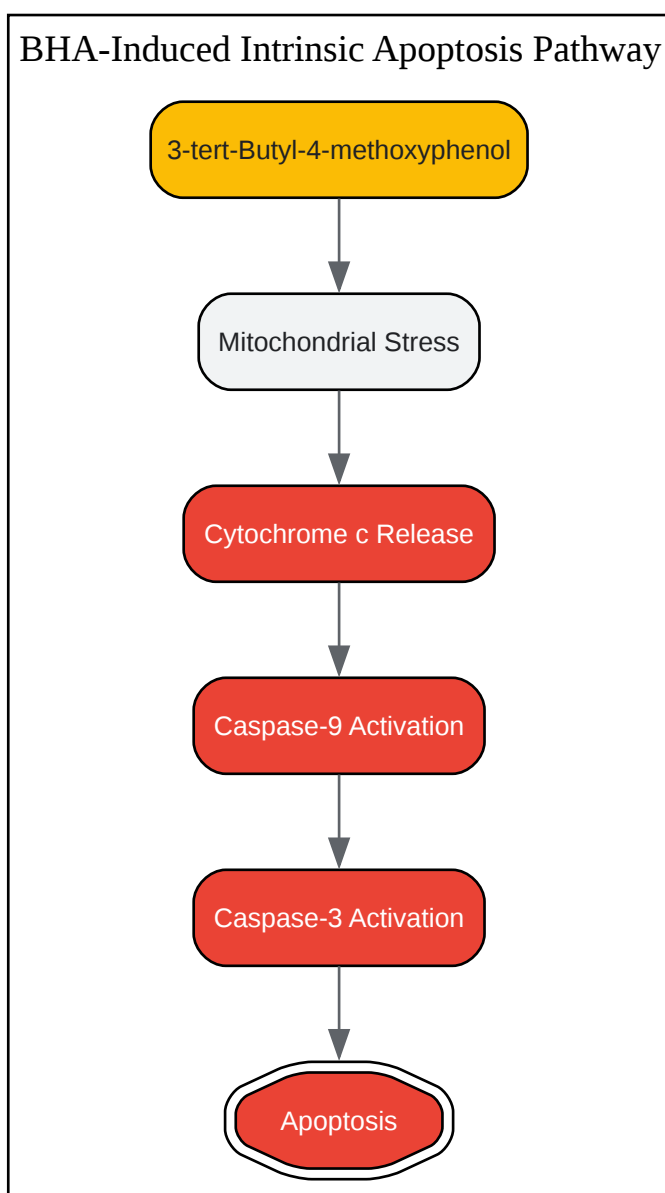 BHA-Induced Intrinsic Apoptosis Pathway
3-tert-Butyl-4-methoxyphenol
Mitochondrial Stress
Cytochrome c Release
Caspase-9 Activation
Caspase-3 Activation
Apoptosis